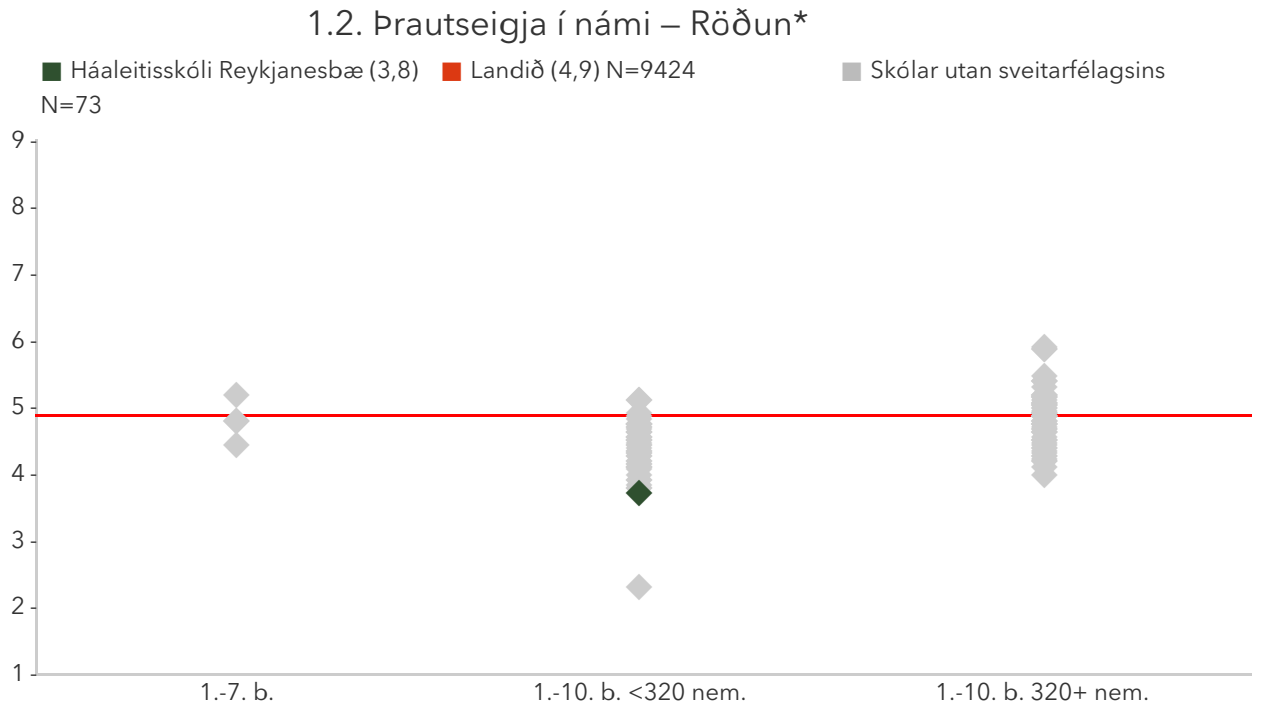 1.2. Þrautseigja í námi – Röðun*
Háaleitisskóli Reykjanesbæ (3,8) Landið (4,9) N=9424 Skólar utan sveitarfélagsins
N=73
9
8
7
6
5
4
3
2
1
1.-7. b. 1.-10. b. <320 nem. 1.-10. b. 320+ nem.